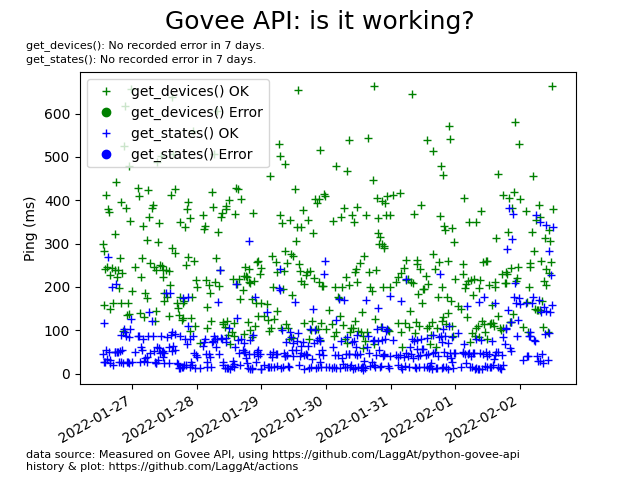 Govee API: is it working?
get_devices(): No recorded error in 7 days.
get_states(): No recorded error in 7 days.
get_devices() OK
get_devices() Error
get_states() OK
get_states() Error
600
500
400
300
200
100
0
Ping (ms)
2022-01-27
2022-01-28
2022-01-29
2022-01-30
2022-01-31
2022-02-01
2022-02-02
data source: Measured on Govee API, using https://github.com/LaggAt/python-govee-api
history & plot: https://github.com/LaggAt/actions